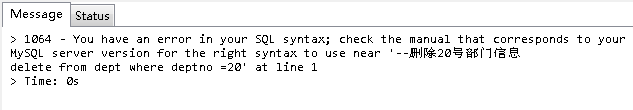 Message Status
> 1064 - You have an error in your SQL syntax; check the manual that corresponds to your
MySQL server version for the right syntax to use near '--删除20号部门信息
delete from dept where deptno =20' at line 1
> Time: 0s